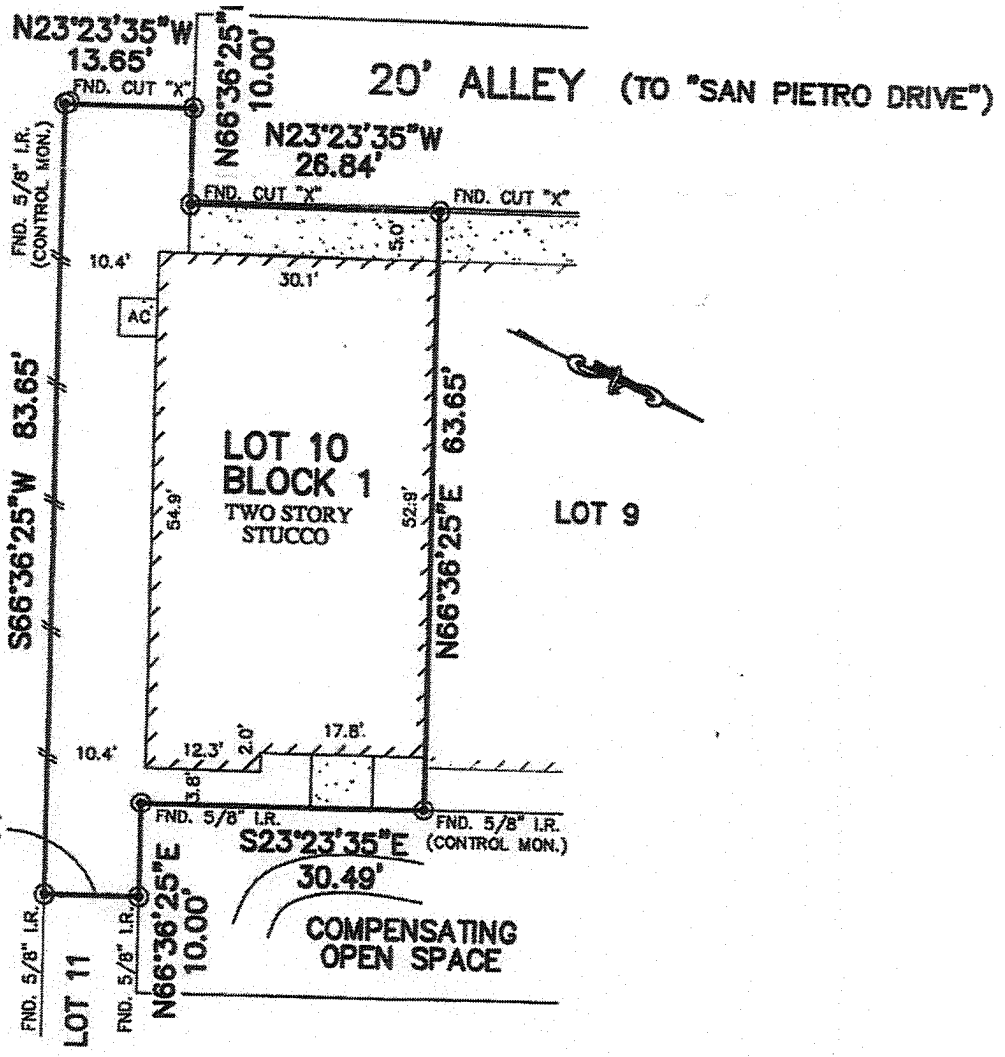 N23°23'35"W
13.65'
FND. CUT "X"
N66°36'25"
10.00'
20' ALLEY (TO "SAN PIETRO DRIVE")
N23°23'35"W
26.84'
FND. CUT "X"
FND. CUT "X"
FND. 5/8" I.R.
(CONTROL MON.)
10.4'
5.0'
30.1'
AC.
S66°36'25"W 83.65'
LOT 10
BLOCK 1
TWO STORY
STUCCO
54.9'
52.9'
N66°36'25"E 63.65'
LOT 9
10.4'
12.3'
2.0'
17.8'
3.8'
FND. 5/8" I.R.
FND. 5/8" I.R.
(CONTROL MON.)
S23°23'35"E
30.49'
N66°36'25"E
10.00'
COMPENSATING
OPEN SPACE
FND. 5/8" I.R.
LOT 11
FND. 5/8" I.R.